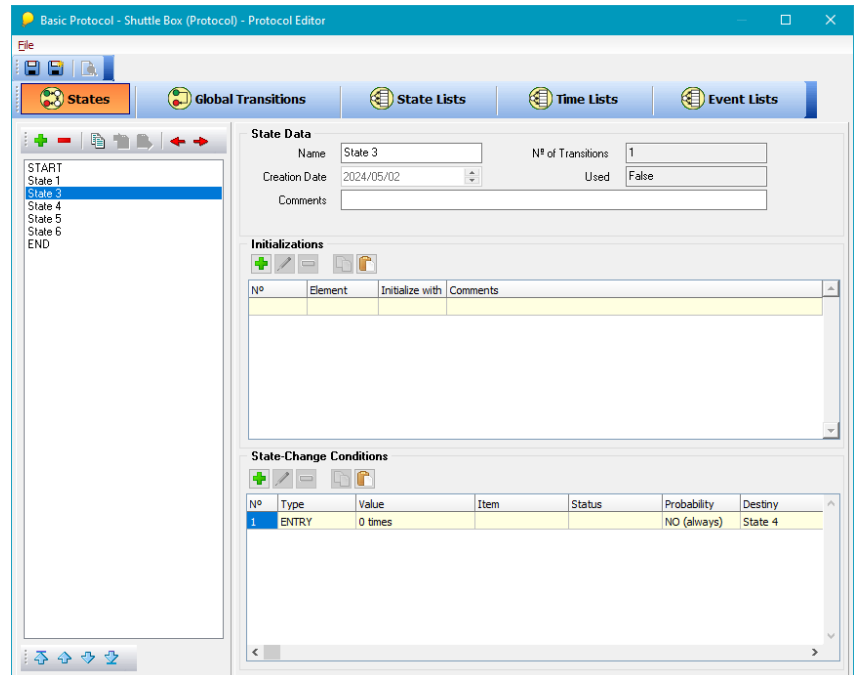 Basic Protocol - Shuttle Box (Protocol) - Protocol Editor
File
States Global Transitions State Lists Time Lists Event Lists
START
State 1
State 3
State 4
State 5
State 6
END
State Data
Name State 3 Nº of Transitions 1
Creation Date 2024/05/02 Used False
Comments
Initializations
Nº Element Initialize with Comments
State-Change Conditions
Nº Type Value Item Status Probability Destiny
1 ENTRY 0 times NO (always) State 4